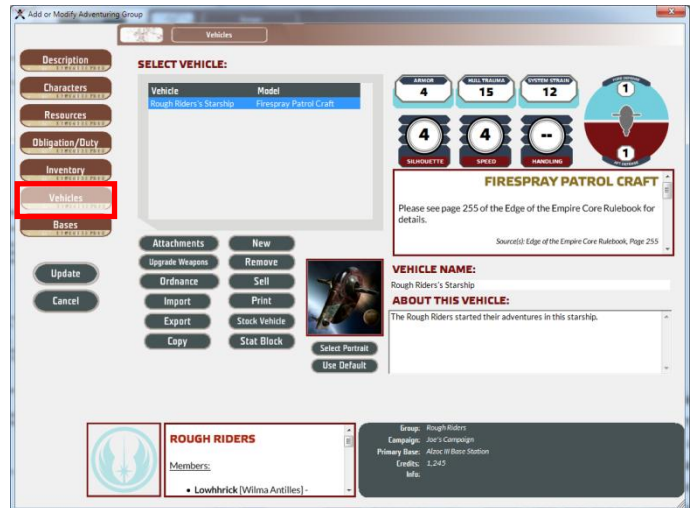 Add or Modify Adventuring Group
Vehicles
Description
Characters
Resources
Obligation/Duty
Inventory
Vehicles
Bases
Update
Cancel
SELECT VEHICLE:
Vehicle Model
Rough Riders's Starship Firespray Patrol Craft
Attachments New
Upgrade Weapons Remove
Ordnance Sell
Import Print
Export Stock Vehicle
Copy Stat Block
Select Portrait
Use Default
ARMOR HULL TRAUMA SYSTEM STRAIN
4 15 12
4 4 --
SILHOUETTE SPEED HANDLING
1
1
FIRESPRAY PATROL CRAFT
Please see page 255 of the Edge of the Empire Core Rulebook for
details.
Source(s): Edge of the Empire Core Rulebook, Page 255
VEHICLE NAME:
Rough Riders's Starship
ABOUT THIS VEHICLE:
The Rough Riders started their adventures in this starship.
ROUGH RIDERS
Members:
• Lowhhrick [Wilma Antilles] -
Group: Rough Riders
Campaign: Joe's Campaign
Primary Base: Alzoc III Base Station
Credits: 1,245
Info: